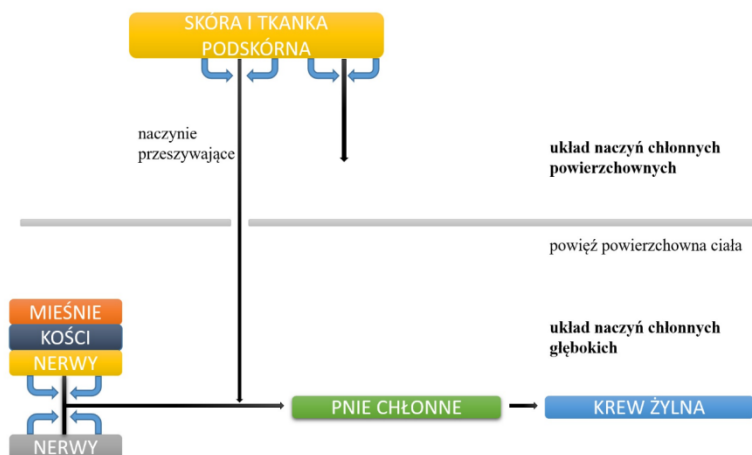 SKÓRA I TKANKA
PODSKÓRNA
naczynie
przeszywające
układ naczyń chłonnych
powierzchownych
powięź powierzchowna ciała
MIEŚNIE
KOŚCI
NERWY
układ naczyń chłonnych
głębokich
PNIE CHŁONNE
KREW ŻYLNA
NERWY